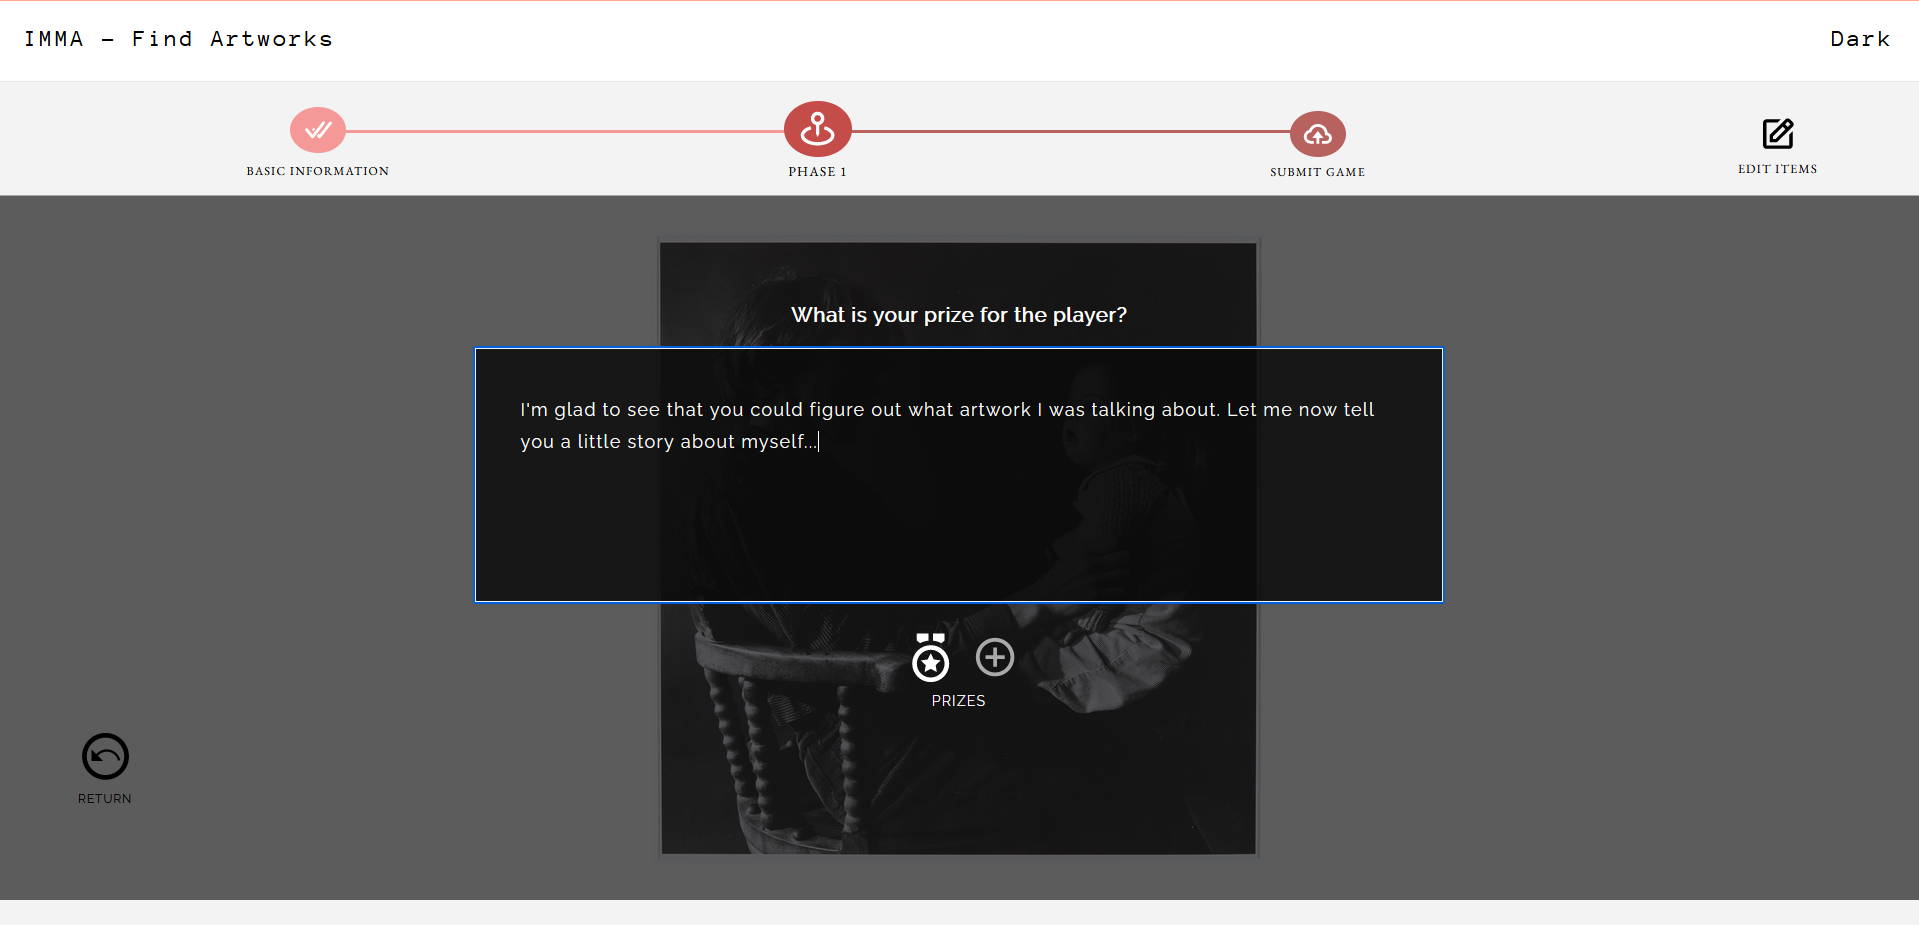 IMMA - Find Artworks
Dark
BASIC INFORMATION
PHASE 1
SUBMIT GAME
EDIT ITEMS
What is your prize for the player?
I'm glad to see that you could figure out what artwork I was talking about. Let me now tell
you a little story about myself...
PRIZES
RETURN